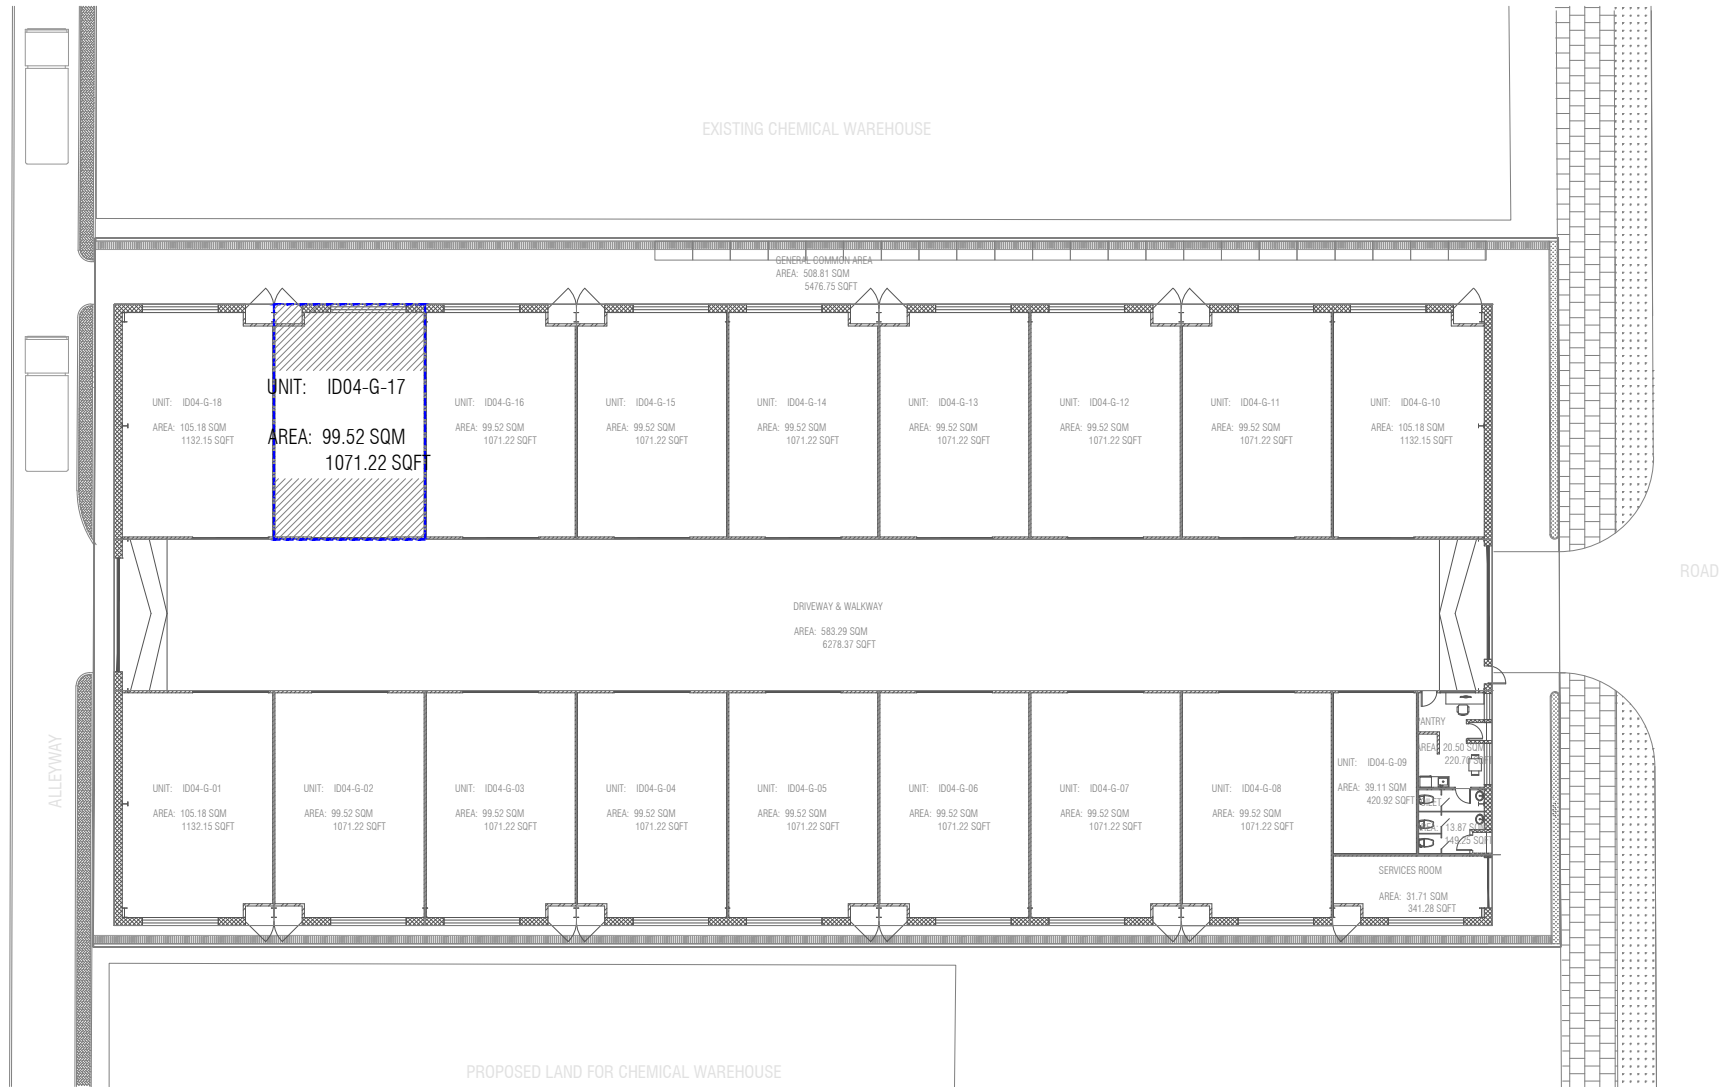 EXISTING CHEMICAL WAREHOUSE
GENERAL COMMON AREA
AREA: 508.81 SQM
5476.75 SQFT
UNIT: ID04-G-18
AREA: 105.18 SQM
1132.15 SQFT
UNIT: ID04-G-17
AREA: 99.52 SQM
1071.22 SQFT
UNIT: ID04-G-16
AREA: 99.52 SQM
1071.22 SQFT
UNIT: ID04-G-15
AREA: 99.52 SQM
1071.22 SQFT
UNIT: ID04-G-14
AREA: 99.52 SQM
1071.22 SQFT
UNIT: ID04-G-13
AREA: 99.52 SQM
1071.22 SQFT
UNIT: ID04-G-12
AREA: 99.52 SQM
1071.22 SQFT
UNIT: ID04-G-11
AREA: 99.52 SQM
1071.22 SQFT
UNIT: ID04-G-10
AREA: 105.18 SQM
1132.15 SQFT
ROAD
DRIVEWAY & WALKWAY
AREA: 583.29 SQM
6278.37 SQFT
ALLEYWAY
UNIT: ID04-G-01
AREA: 105.18 SQM
1132.15 SQFT
UNIT: ID04-G-02
AREA: 99.52 SQM
1071.22 SQFT
UNIT: ID04-G-03
AREA: 99.52 SQM
1071.22 SQFT
UNIT: ID04-G-04
AREA: 99.52 SQM
1071.22 SQFT
UNIT: ID04-G-05
AREA: 99.52 SQM
1071.22 SQFT
UNIT: ID04-G-06
AREA: 99.52 SQM
1071.22 SQFT
UNIT: ID04-G-07
AREA: 99.52 SQM
1071.22 SQFT
UNIT: ID04-G-08
AREA: 99.52 SQM
1071.22 SQFT
UNIT: ID04-G-09
AREA: 39.11 SQM
420.92 SQFT
PANTRY
AREA: 20.50 SQM
220.70 SQFT
TOILET
AREA: 13.87 SQM
149.25 SQFT
SERVICES ROOM
AREA: 31.71 SQM
341.28 SQFT
PROPOSED LAND FOR CHEMICAL WAREHOUSE